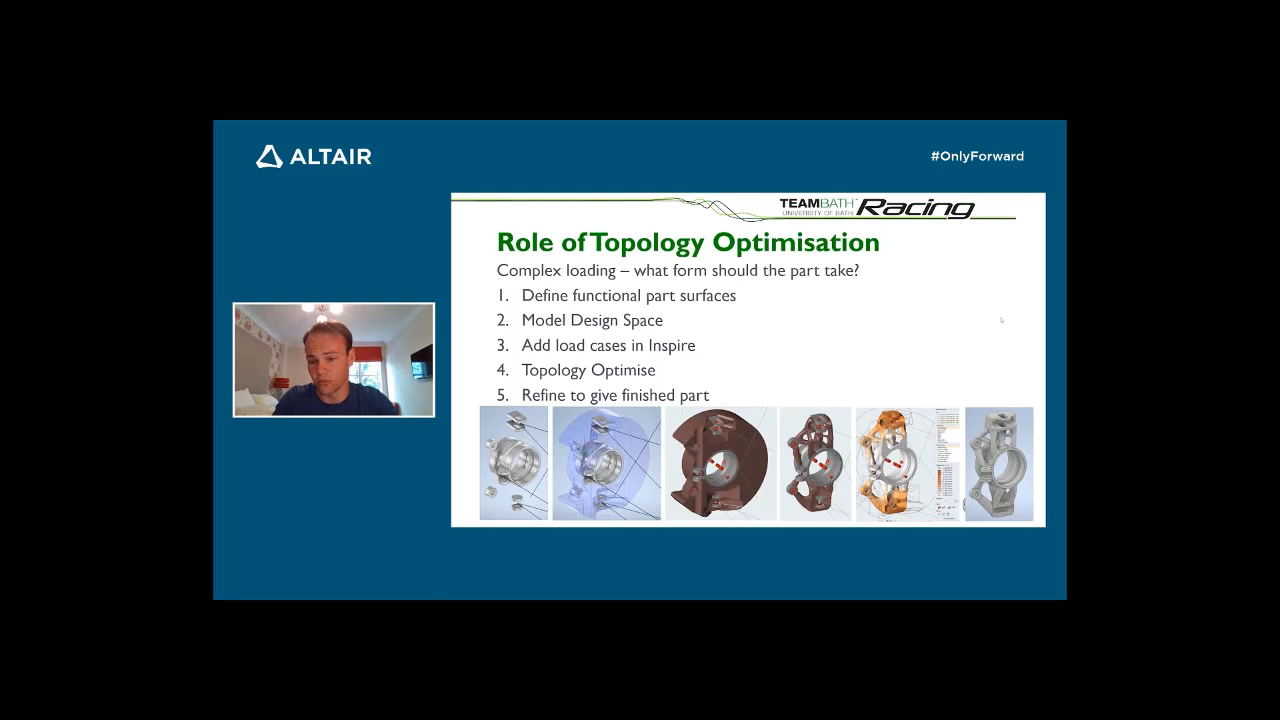 ALTAIR
#OnlyForward
TEAMBATH Racing
UNIVERSITY OF BATH
Role of Topology Optimisation
Complex loading – what form should the part take?
1. Define functional part surfaces
2. Model Design Space
3. Add load cases in Inspire
4. Topology Optimise
5. Refine to give finished part